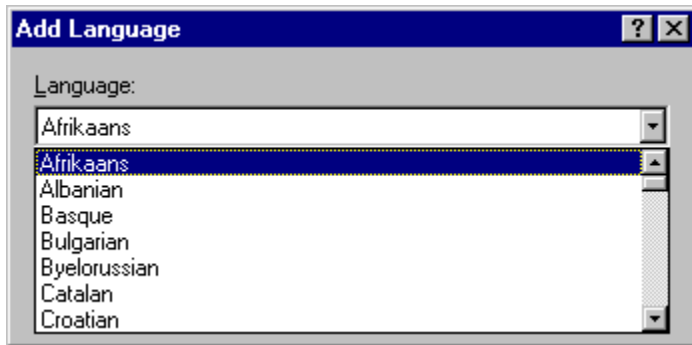 Add Language
Language:
Afrikaans
Afrikaans
Albanian
Basque
Bulgarian
Byelorussian
Catalan
Croatian